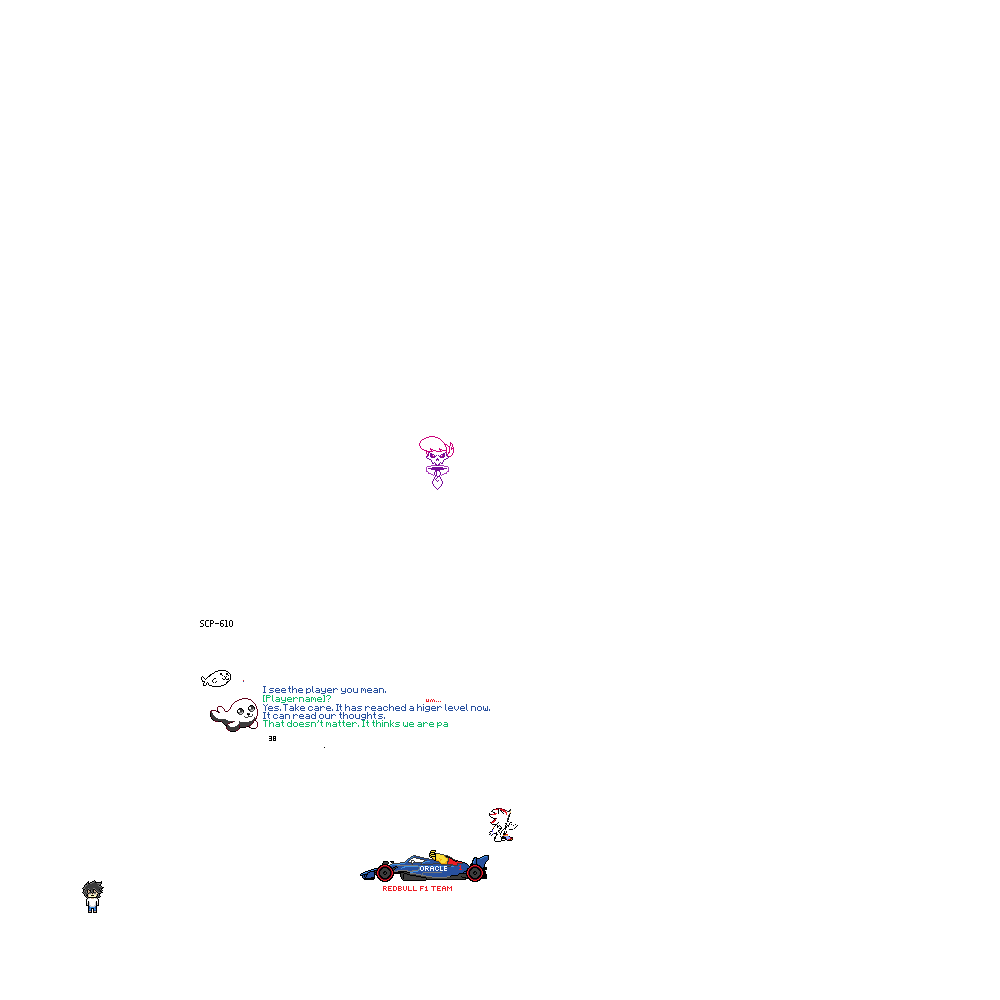 SCP-610
I see the player you mean.
[Playername]?
um...
Yes. Take care. It has reached a higer level now.
It can read our thoughts.
That doesn't matter. It thinks we are pa
38
ORACLE
REDBULL F1 TEAM